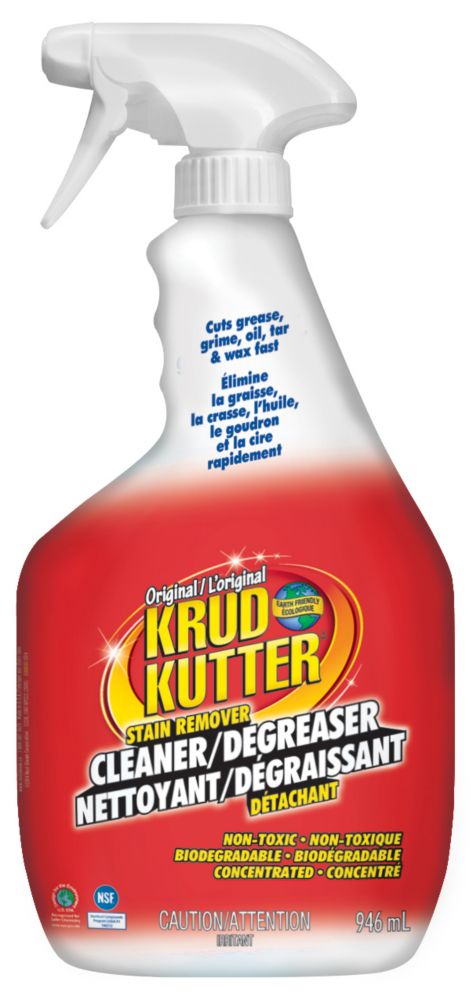 Cuts grease,
grime, oil, tar
& wax fast
Élimine
la graisse,
la crasse, l'huile,
le goudron
et la cire
rapidement
Original / L'original
EARTH FRIENDLY
ÉCOLOGIQUE
KRUD
KUTTER
STAIN REMOVER
CLEANER/DEGREASER
NETTOYANT/DÉGRAISSANT
DÉTACHANT
NON-TOXIC • NON-TOXIQUE
BIODEGRADABLE • BIODÉGRADABLE
CONCENTRATED • CONCENTRÉ
NSF
U.S. EPA
CAUTION/ATTENTION
IRRITANT
946 mL